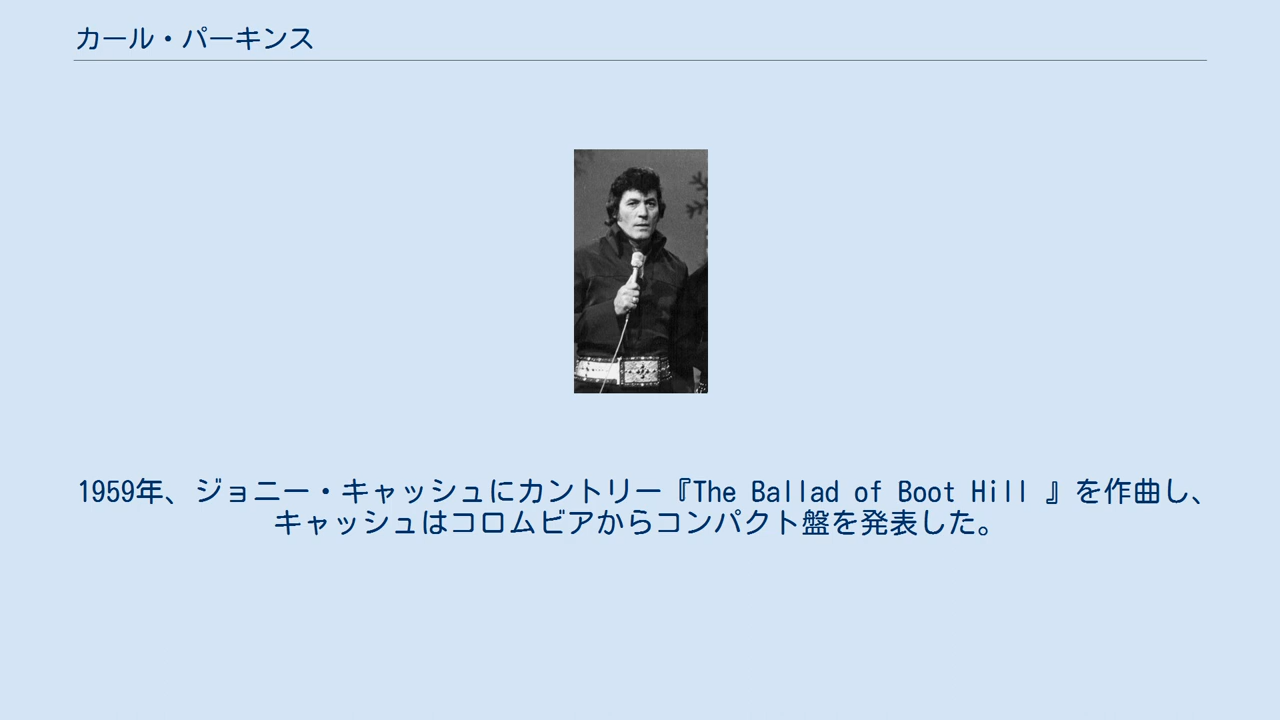 カール・パーキンス
1959年、ジョニー・キャッシュにカントリー『The Ballad of Boot Hill 』を作曲し、
キャッシュはコロムビアからコンパクト盤を発表した。